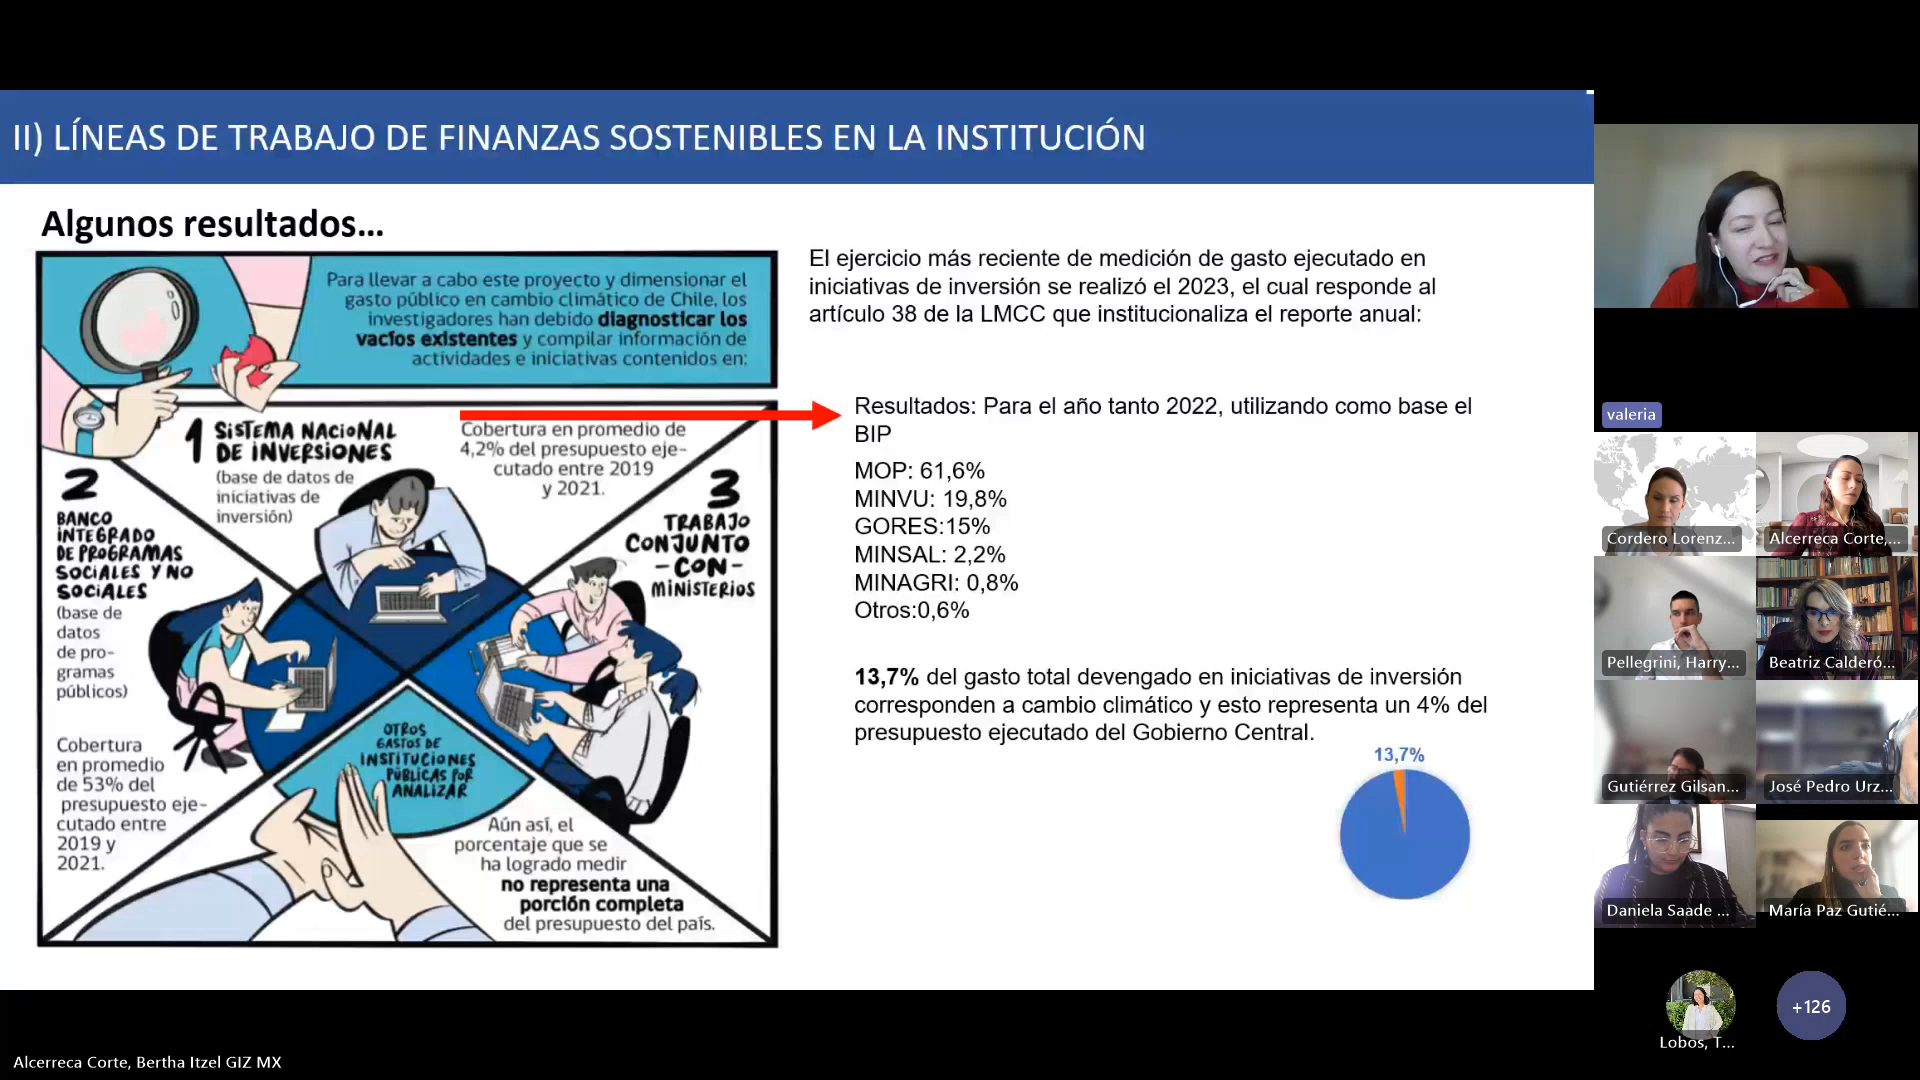 II) LÍNEAS DE TRABAJO DE FINANZAS SOSTENIBLES EN LA INSTITUCIÓN
Algunos resultados...
Para llevar a cabo este proyecto y dimensionar el
gasto público en cambio climático de Chile, los
investigadores han debido diagnosticar los
vacíos existentes y compilar información de
actividades e iniciativas contenidos en:
1 SISTEMA NACIONAL
DE INVERSIONES
(base de datos de
iniciativas de
inversión)
Cobertura en promedio de
4,2% del presupuesto eje-
cutado entre 2019
y 2021.
2
BANCO
INTEGRADO
DE PROGRAMAS
SOCIALES Y NO
SOCIALES
(base de
datos
de pro-
gramas
públicos)
Cobertura
en promedio
de 53% del
presupuesto eje-
cutado entre
2019 y
2021.
3
TRABAJO
CONJUNTO
-CON-
MINISTERIOS
OTROS
GASTOS DE
INSTITUCIONES
PÚBLICAS POR
ANALIZAR
Aún así, el
porcentaje que se
ha logrado medir
no representa una
porción completa
del presupuesto del país.
El ejercicio más reciente de medición de gasto ejecutado en
iniciativas de inversión se realizó el 2023, el cual responde al
artículo 38 de la LMCC que institucionaliza el reporte anual:
Resultados: Para el año tanto 2022, utilizando como base el
BIP
MOP: 61,6%
MINVU: 19,8%
GORES:15%
MINSAL: 2,2%
MINAGRI: 0,8%
Otros:0,6%
13,7% del gasto total devengado en iniciativas de inversión
corresponden a cambio climático y esto representa un 4% del
presupuesto ejecutado del Gobierno Central.
13,7%
valeria
Cordero Lorenz...
Alcerreca Corte,...
Pellegrini, Harry...
Beatriz Calderó...
Gutiérrez Gilsan...
José Pedro Urz...
Daniela Saade ...
María Paz Gutié...
Lobos, T...
+126
Alcerreca Corte, Bertha Itzel GIZ MX